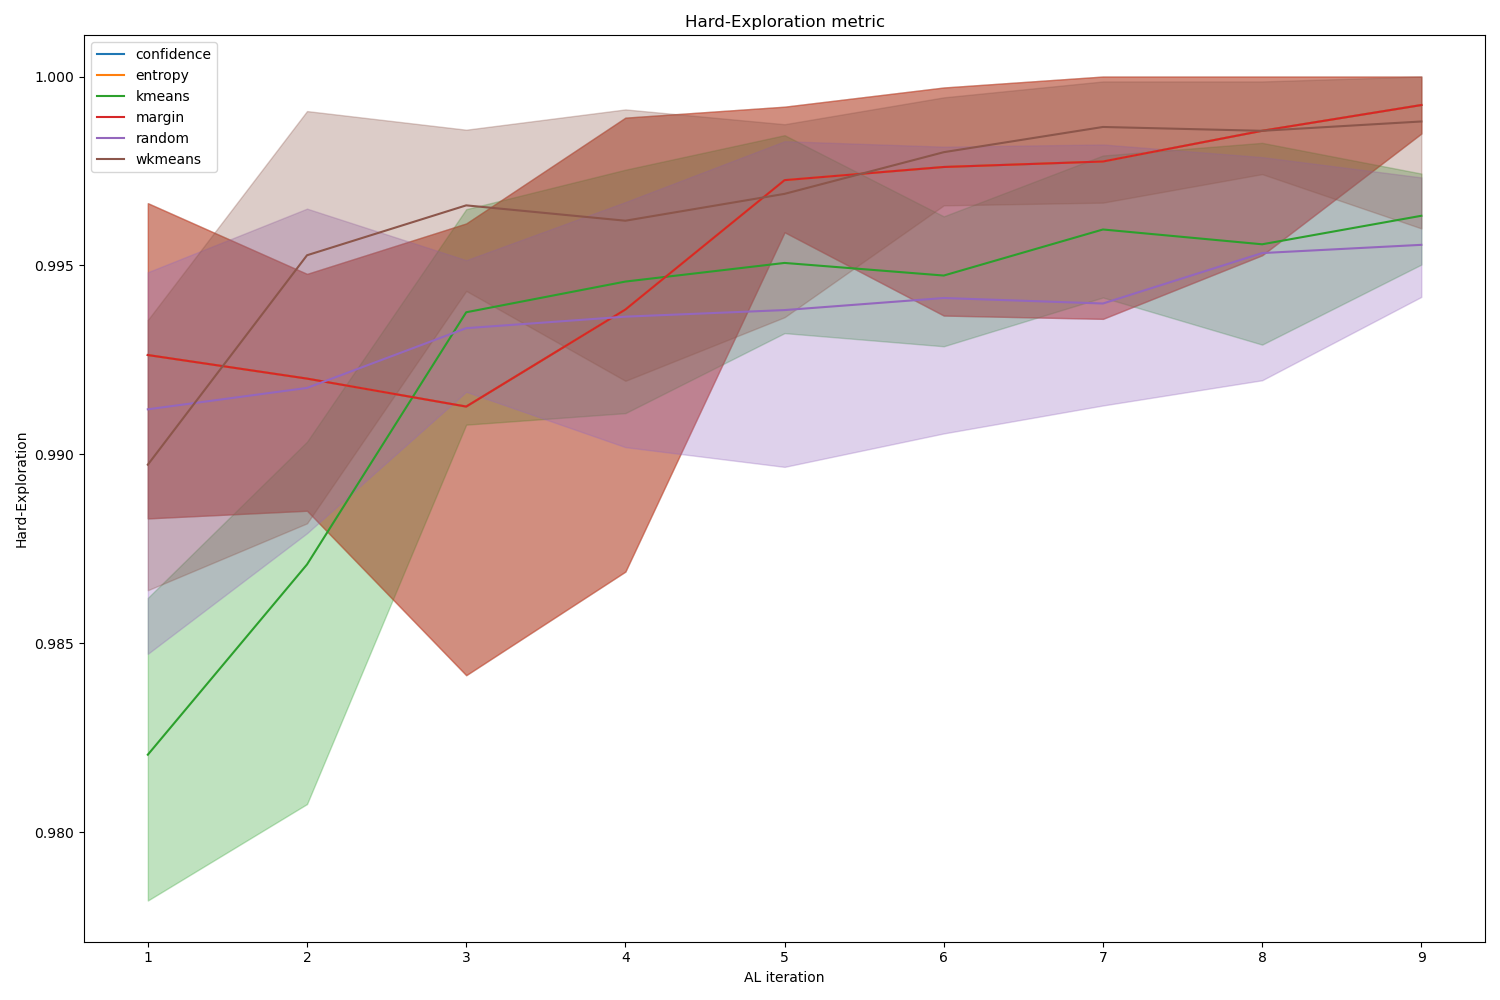 Hard-Exploration metric
confidence
entropy
kmeans
margin
random
wkmeans
1.000
0.995
0.990
0.985
0.980
Hard-Exploration
1 2 3 4 5 6 7 8 9
AL iteration